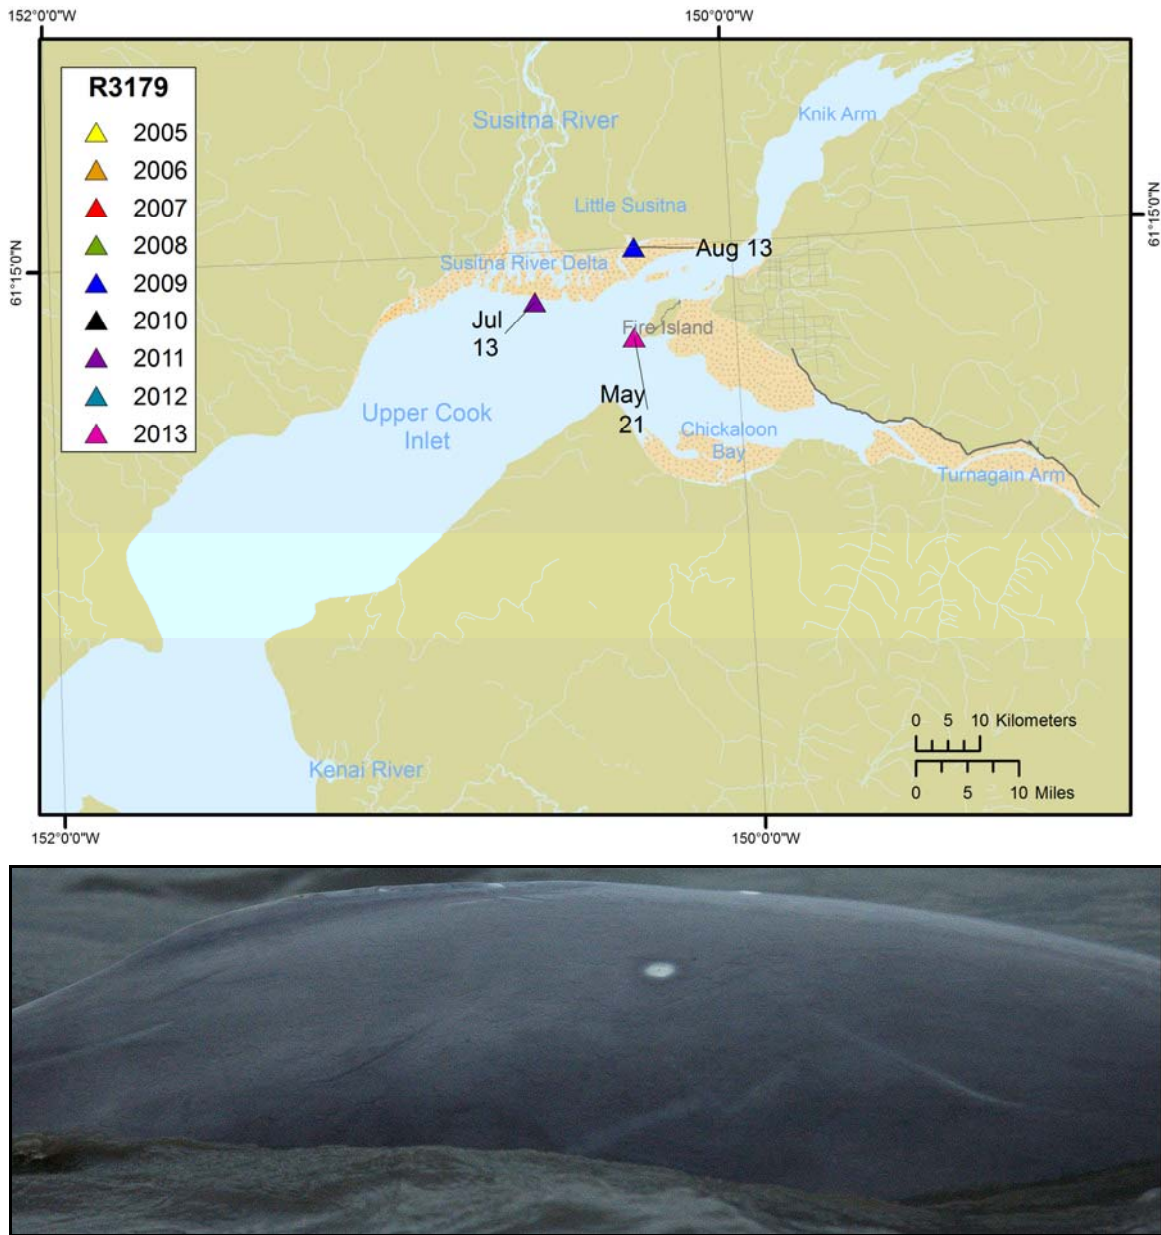 152°0'0"W
150°0'0"W
R3179
2005
2006
2007
2008
2009
2010
2011
2012
2013
Susitna River
Knik Arm
Little Susitna
61°15'0"N
61°15'0"N
Aug 13
Susitna River Delta
Jul
13
Fire Island
May
21
Upper Cook
Inlet
Chickaloon
Bay
Turnagain Arm
Kenai River
0 5 10 Kilometers
0 5 10 Miles
152°0'0"W
150°0'0"W